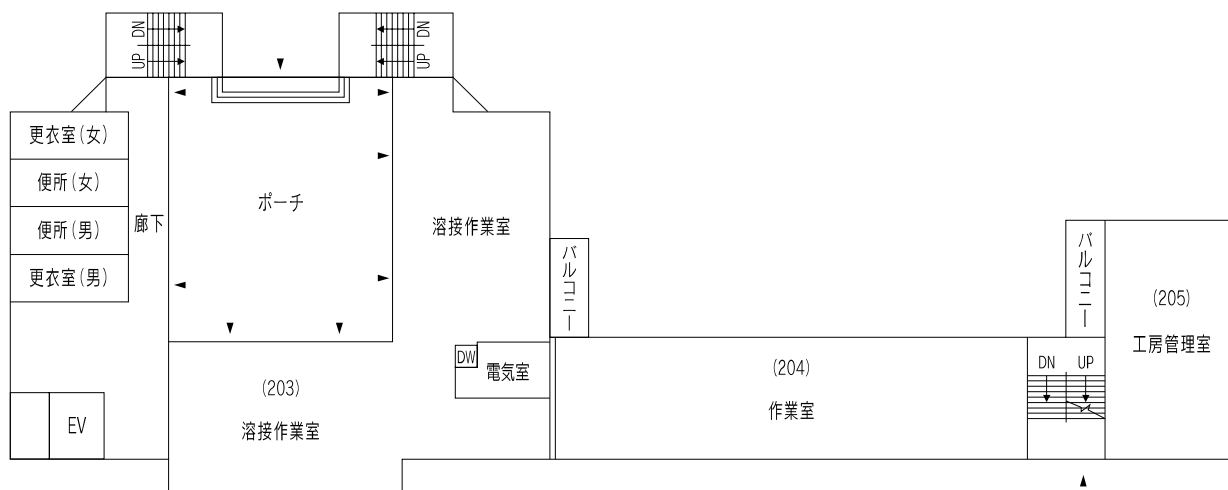 DN
UP
DN
UP
更衣室(女)
便所(女)
便所(男)
更衣室(男)
廊下
ポーチ
溶接作業室
バルコニー
バルコニー
(205)
工房管理室
DW
電気室
(204)
作業室
DN
UP
(203)
溶接作業室
EV